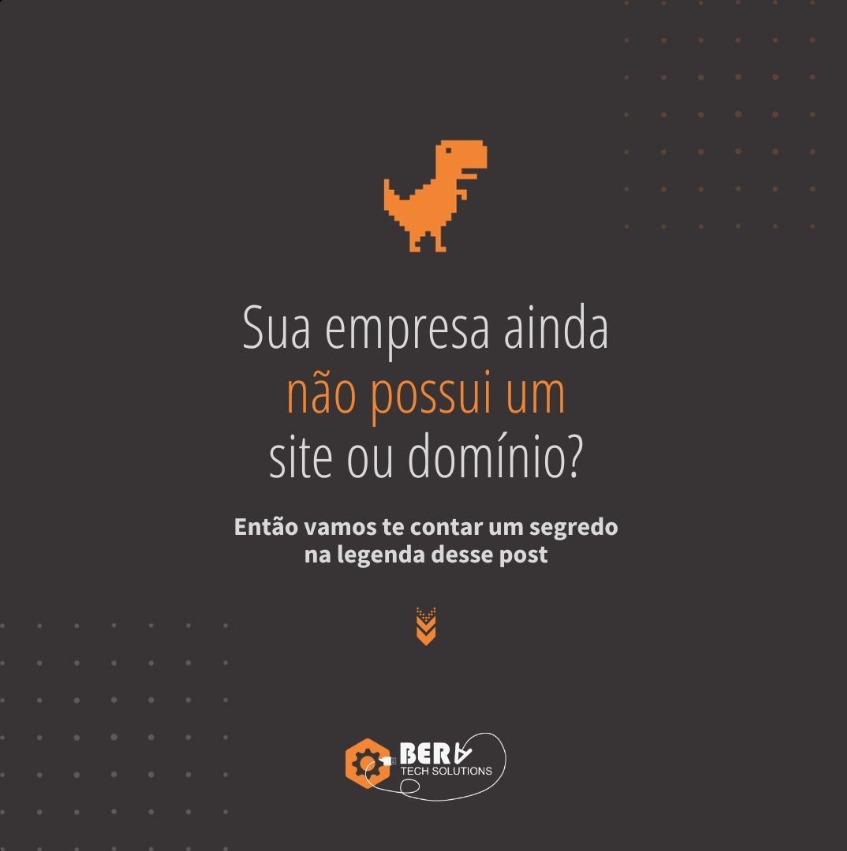 Sua empresa ainda
não possui um
site ou domínio?
Então vamos te contar um segredo
na legenda desse post
BERA
TECH SOLUTIONS